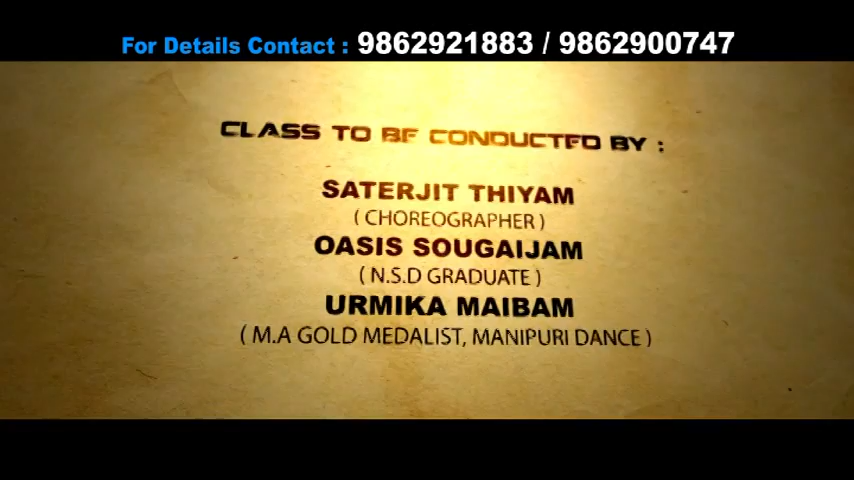 For Details Contact : 9862921883 / 9862900747
CLASS TO BE CONDUCTED BY :
SATERJIT THIYAM
( CHOREOGRAPHER )
OASIS SOUGAIJAM
( N.S.D GRADUATE )
URMIKA MAIBAM
( M.A GOLD MEDALIST, MANIPURI DANCE )